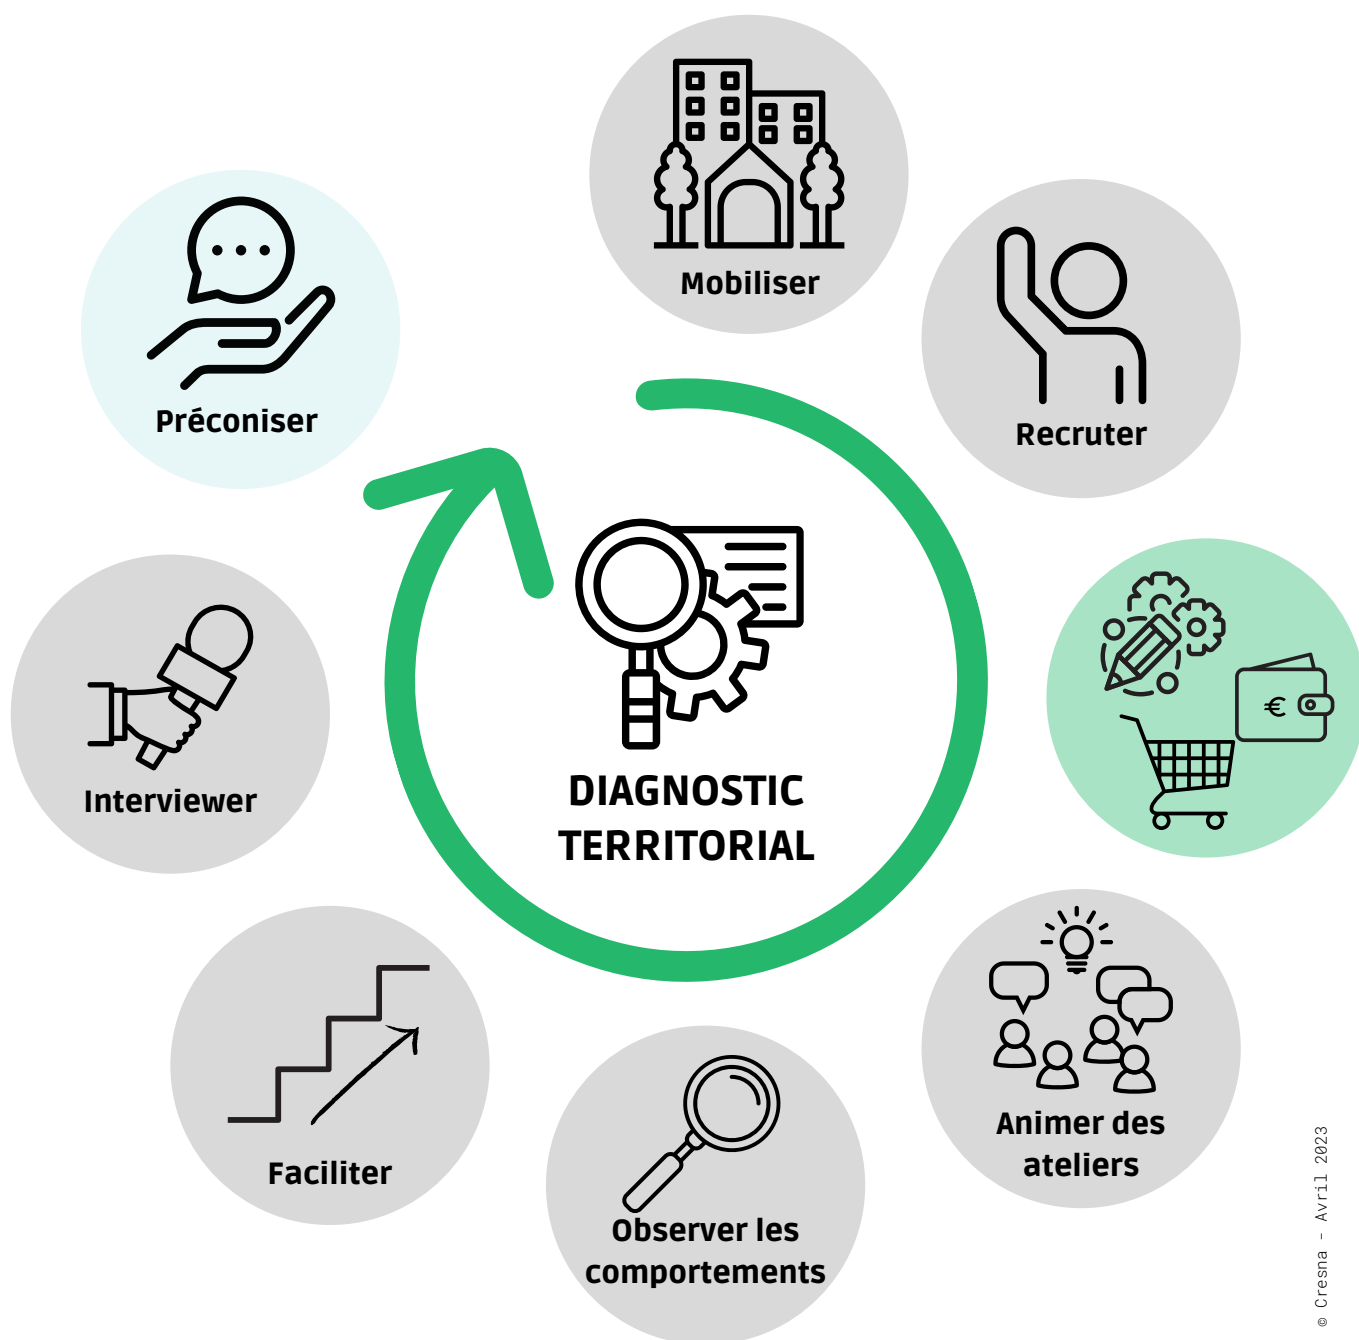 Mobiliser
Recruter
Préconiser
€
DIAGNOSTIC
TERRITORIAL
Interviewer
Animer des
ateliers
Faciliter
Observer les
comportements
© Cresna - Avril 2023